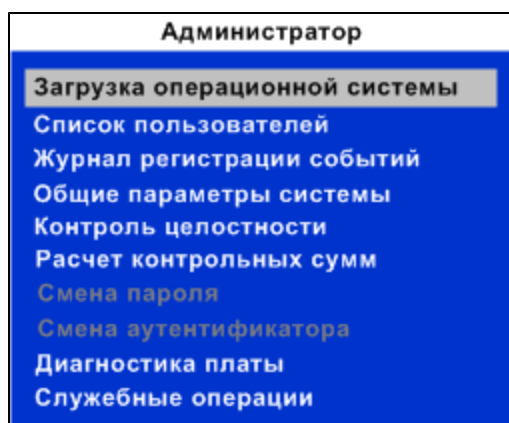 Администратор
Загрузка операционной системы
Список пользователей
Журнал регистрации событий
Общие параметры системы
Контроль целостности
Расчет контрольных сумм
Смена пароля
Смена аутентификатора
Диагностика платы
Служебные операции